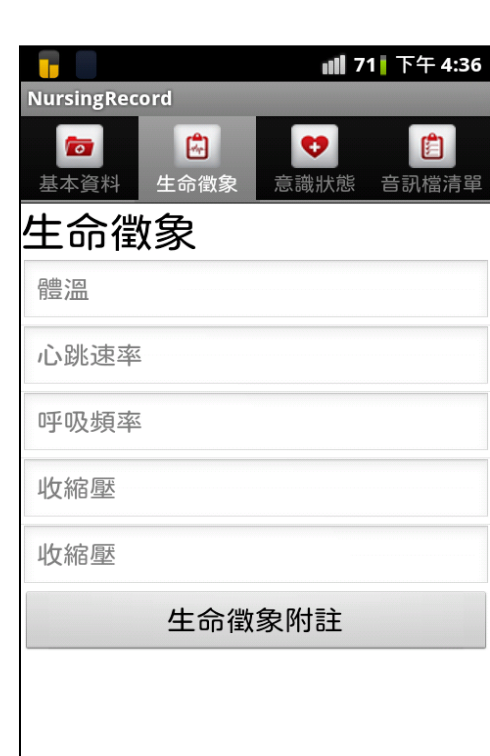 71 下午 4:36
NursingRecord
基本資料 生命徵象 意識狀態 音訊檔清單
生命徵象
體溫
心跳速率
呼吸頻率
收縮壓
收縮壓
生命徵象附註